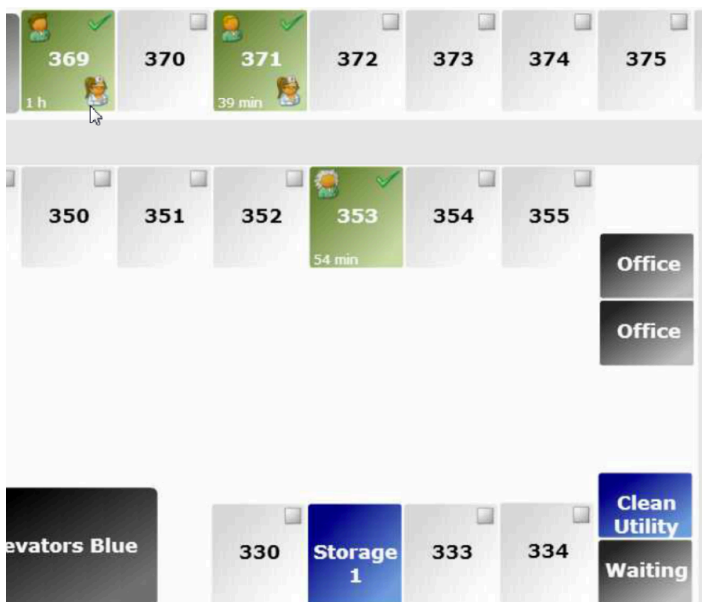 369
370
371
372
373
374
375
1 h
39 min
350
351
352
353
354
355
54 min
Office
Office
evators Blue
330
Storage
1
333
334
Clean
Utility
Waiting